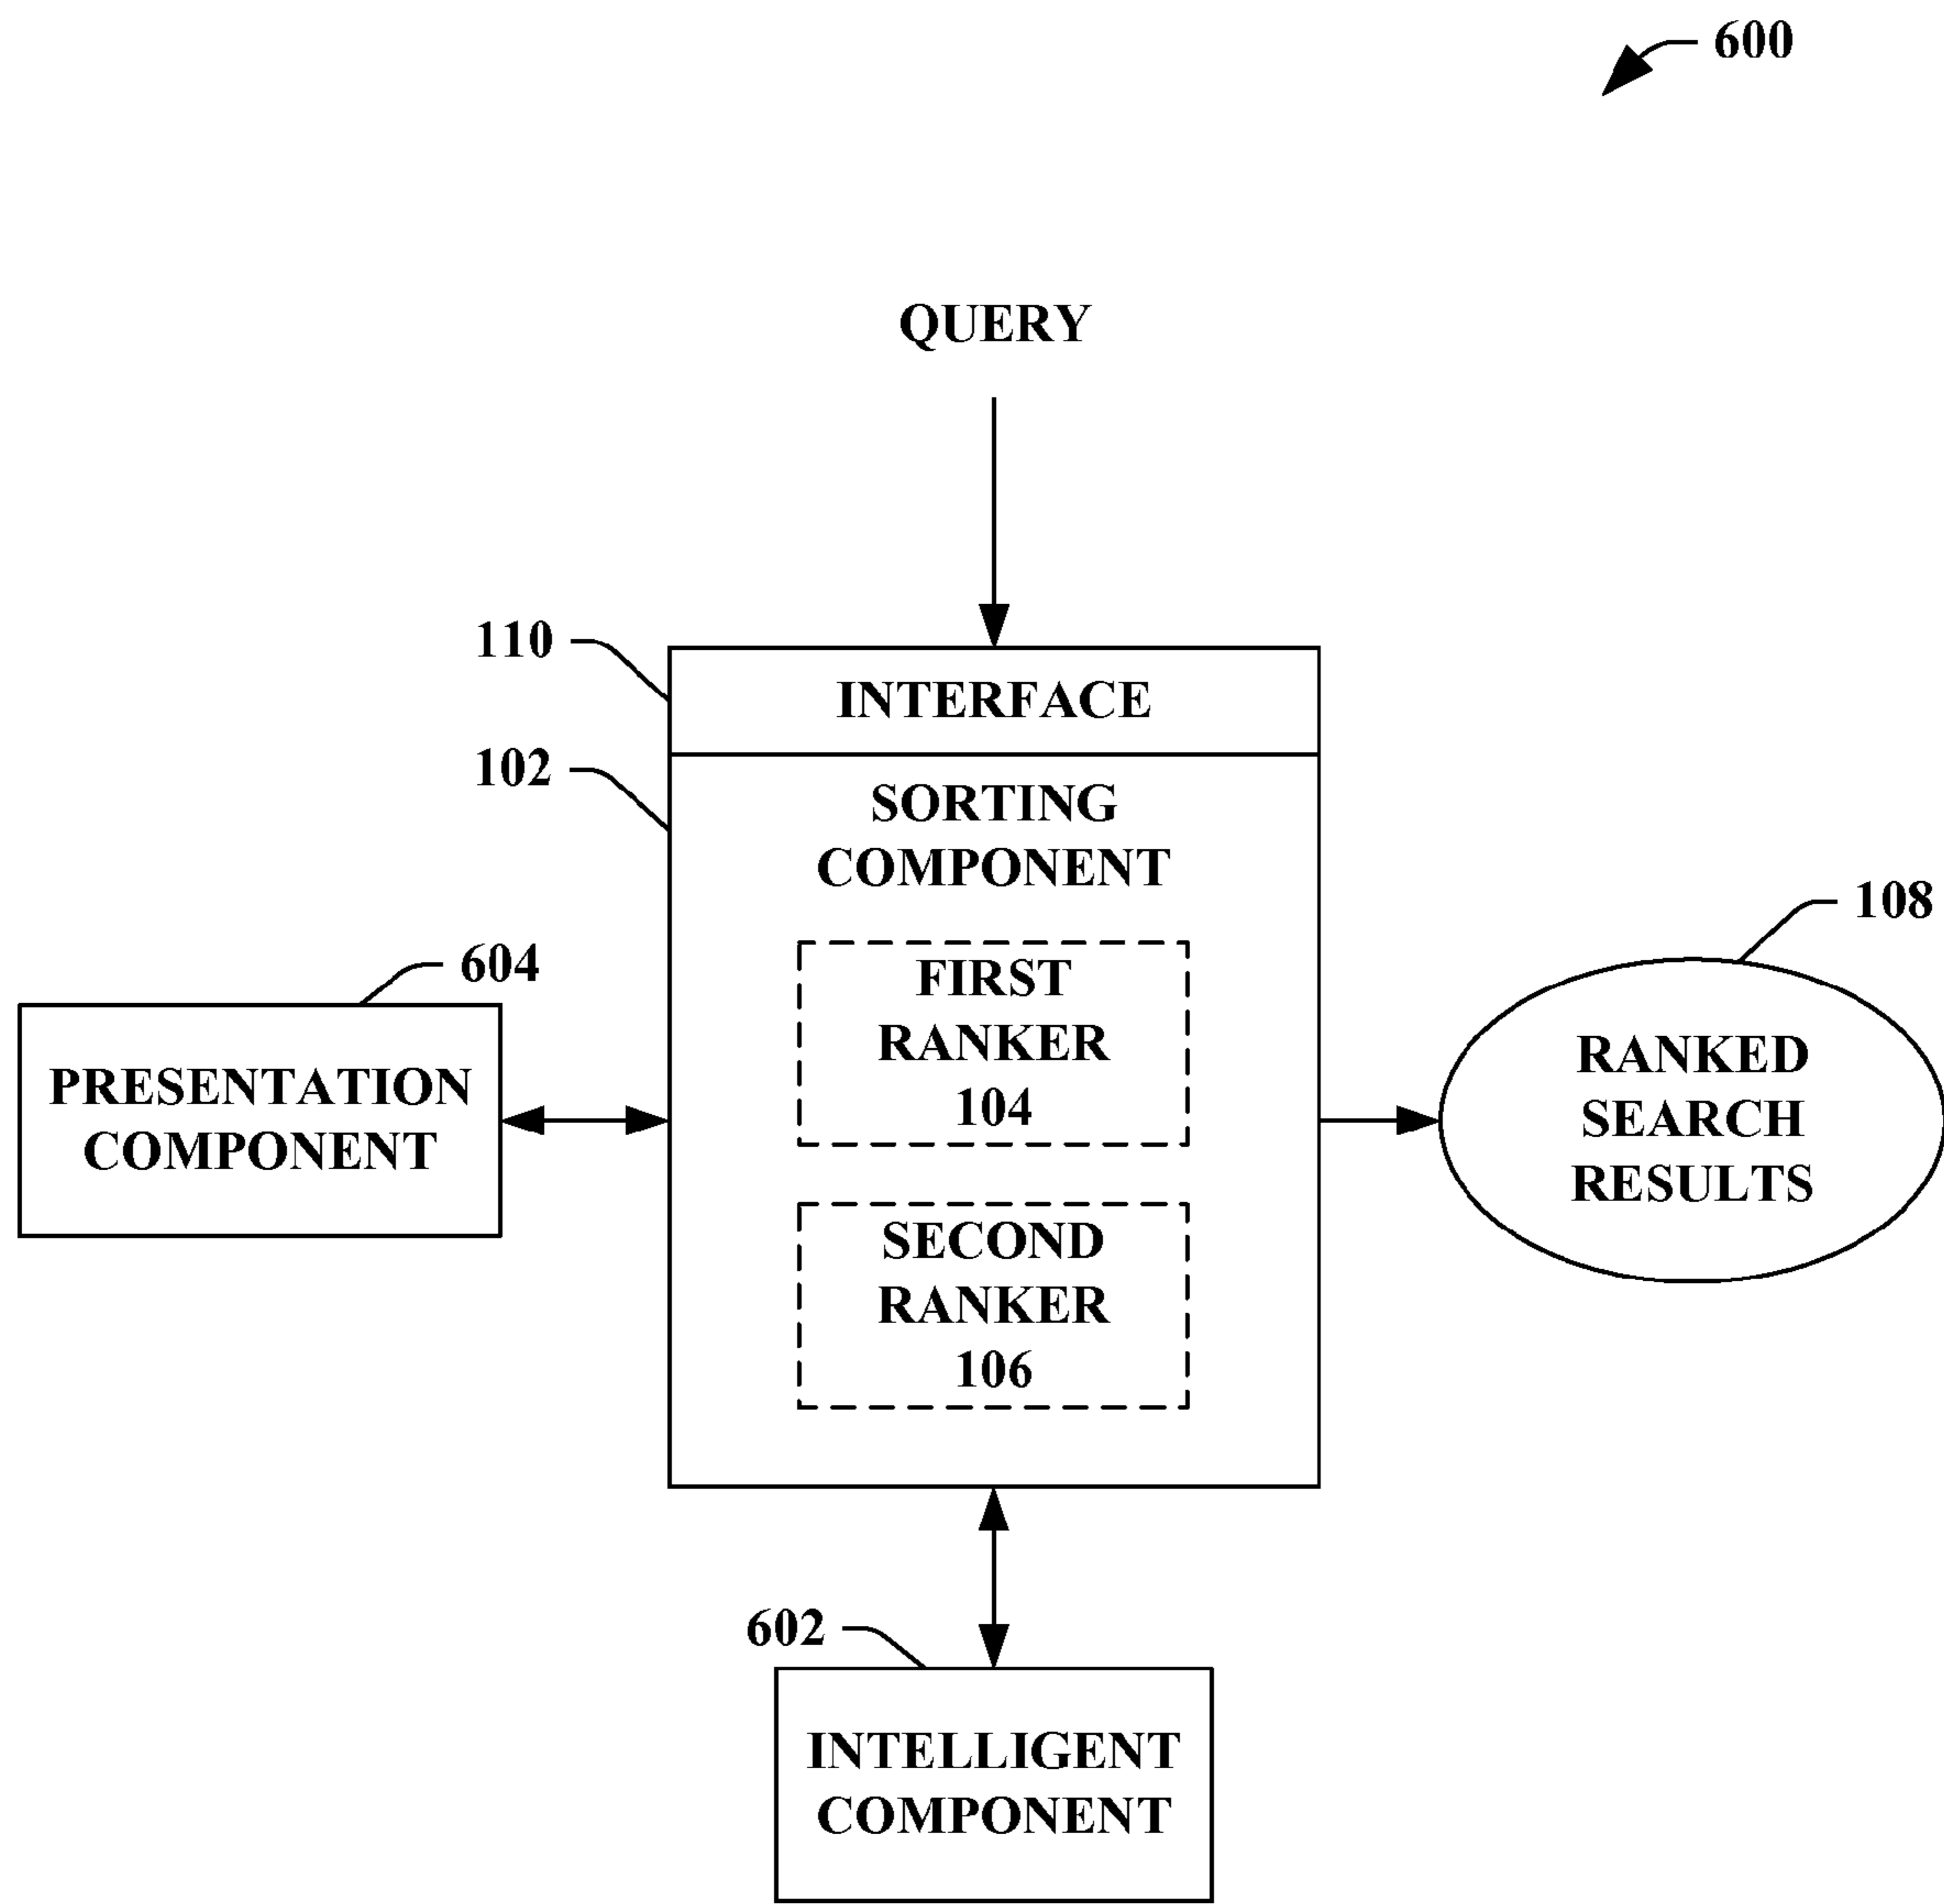 600
QUERY
110
INTERFACE
102
SORTING
COMPONENT
FIRST
RANKER
104
SECOND
RANKER
106
604
PRESENTATION
COMPONENT
108
RANKED
SEARCH
RESULTS
602
INTELLIGENT
COMPONENT